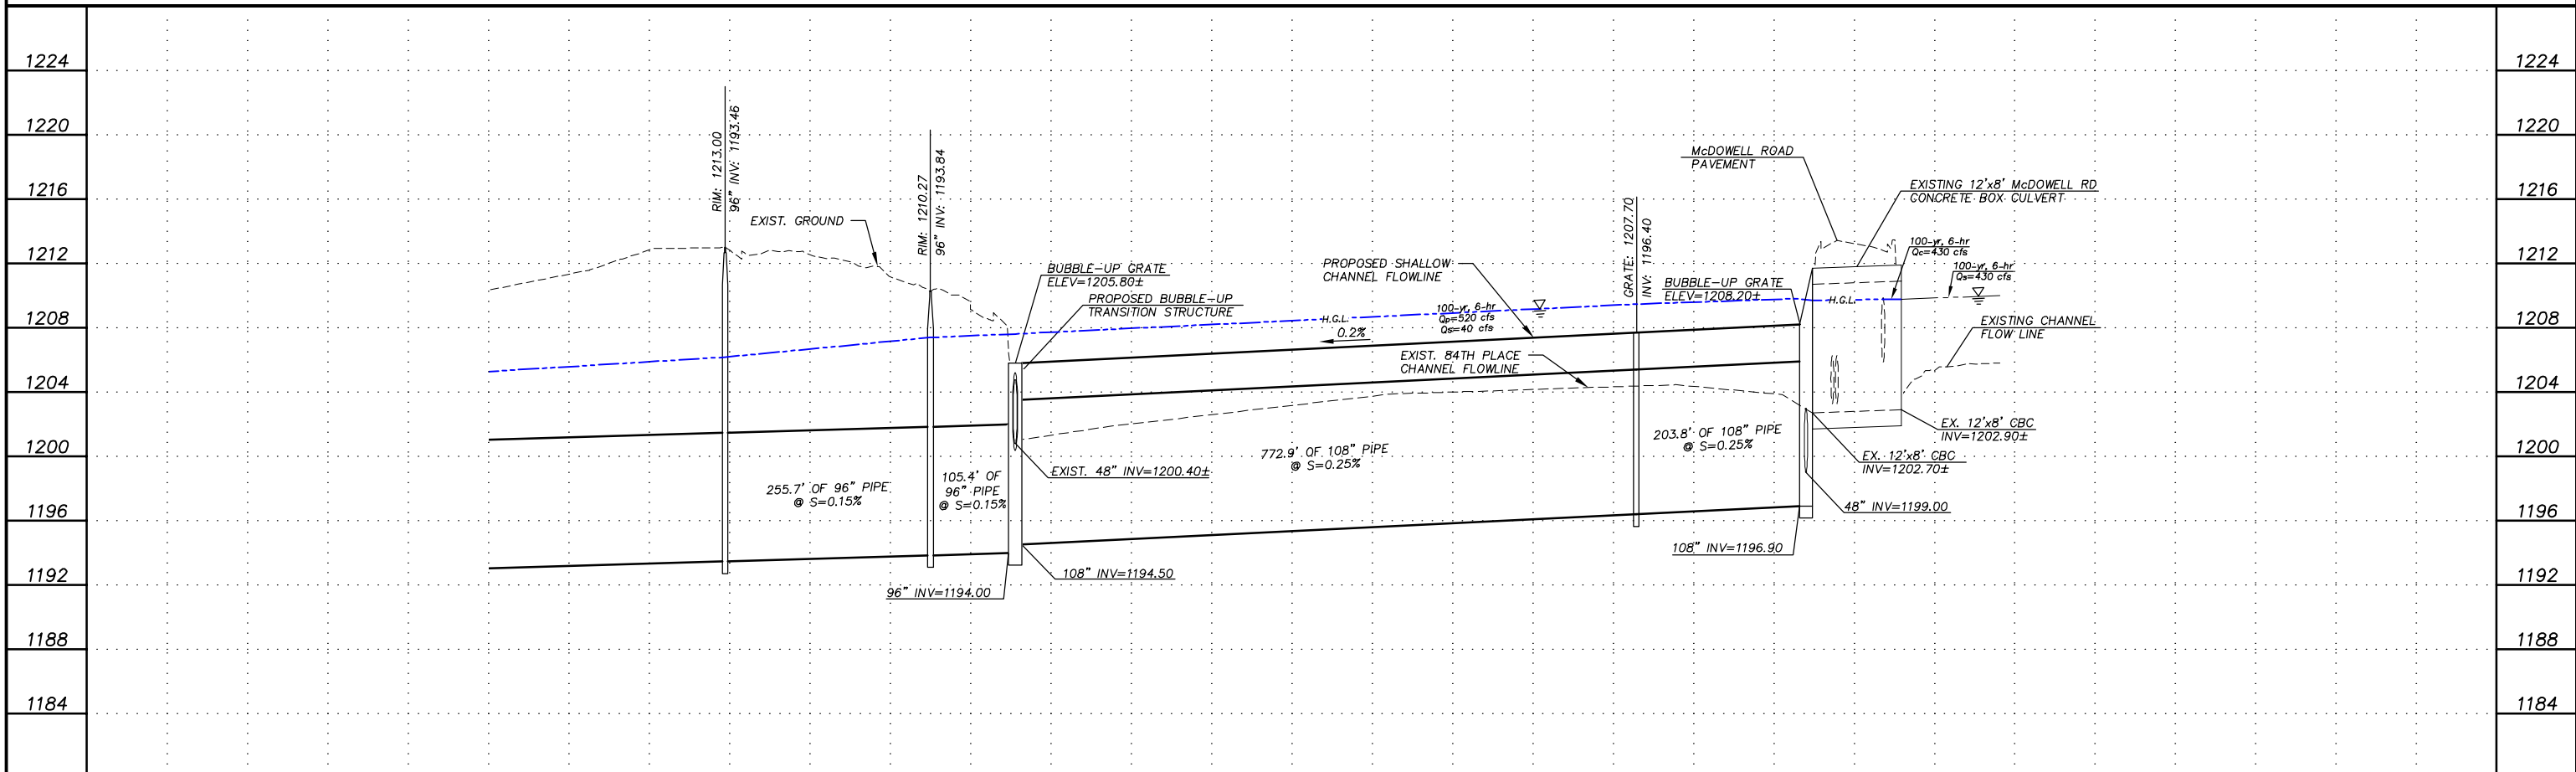 1224
1220
1216
1212
1208
1204
1200
1196
1192
1188
1184
RIM: 1213.00
96" INV: 1193.46
EXIST. GROUND
RIM: 1210.27
96" INV: 1193.84
BUBBLE-UP GRATE
ELEV=1205.80±
PROPOSED BUBBLE-UP
TRANSITION STRUCTURE
PROPOSED SHALLOW
CHANNEL FLOWLINE
H.G.L.
0.2%
100-yr, 6-hr
Qp=520 cfs
Qs=40 cfs
EXIST. 84TH PLACE
CHANNEL FLOWLINE
GRATE: 1207.70
INV: 1196.40
BUBBLE-UP GRATE
ELEV=1208.20±
McDOWELL ROAD
PAVEMENT
EXISTING 12'x8' McDOWELL RD
CONCRETE BOX CULVERT
100-yr, 6-hr
Qc=430 cfs
100-yr, 6-hr
Qs=430 cfs
H.G.L.
EXISTING CHANNEL
FLOW LINE
EX. 12'x8' CBC
INV=1202.90±
EX. 12'x8' CBC
INV=1202.70±
48" INV=1199.00
108" INV=1196.90
203.8' OF 108" PIPE
@ S=0.25%
772.9' OF 108" PIPE
@ S=0.25%
EXIST. 48" INV=1200.40±
105.4' OF
96" PIPE
@ S=0.15%
255.7' OF 96" PIPE
@ S=0.15%
108" INV=1194.50
96" INV=1194.00
1224
1220
1216
1212
1208
1204
1200
1196
1192
1188
1184